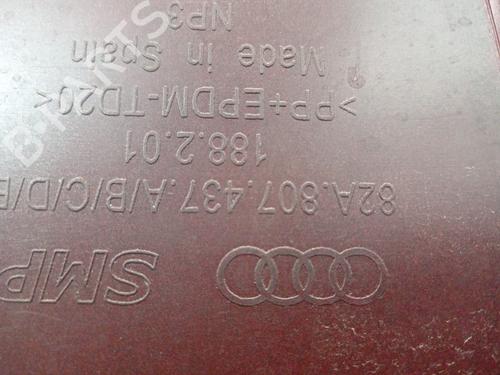 SMP
82A.807.437.A/B/C/D/E
188.2.01
>PP+EPDM-TD20<
Made in Spain
NP3
B-PARTS